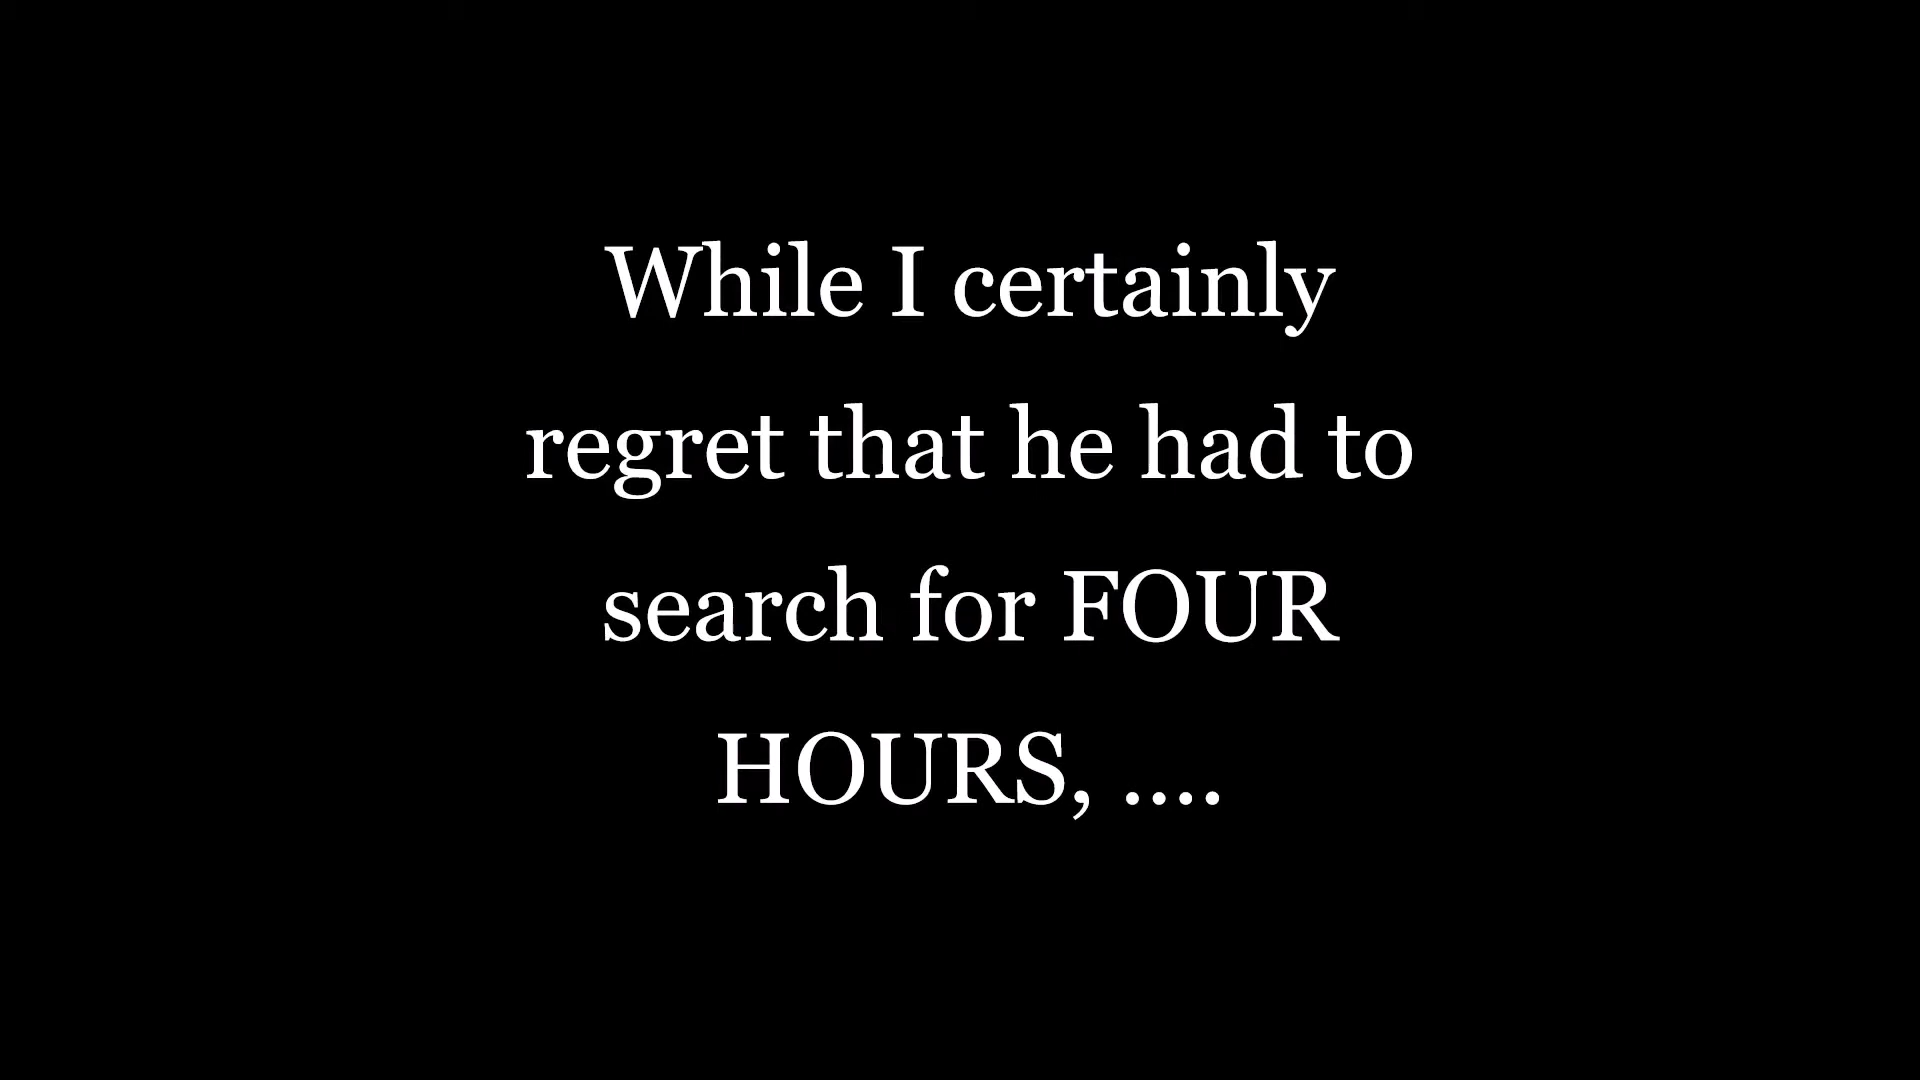 While I certainly
regret that he had to
search for FOUR
HOURS, ....